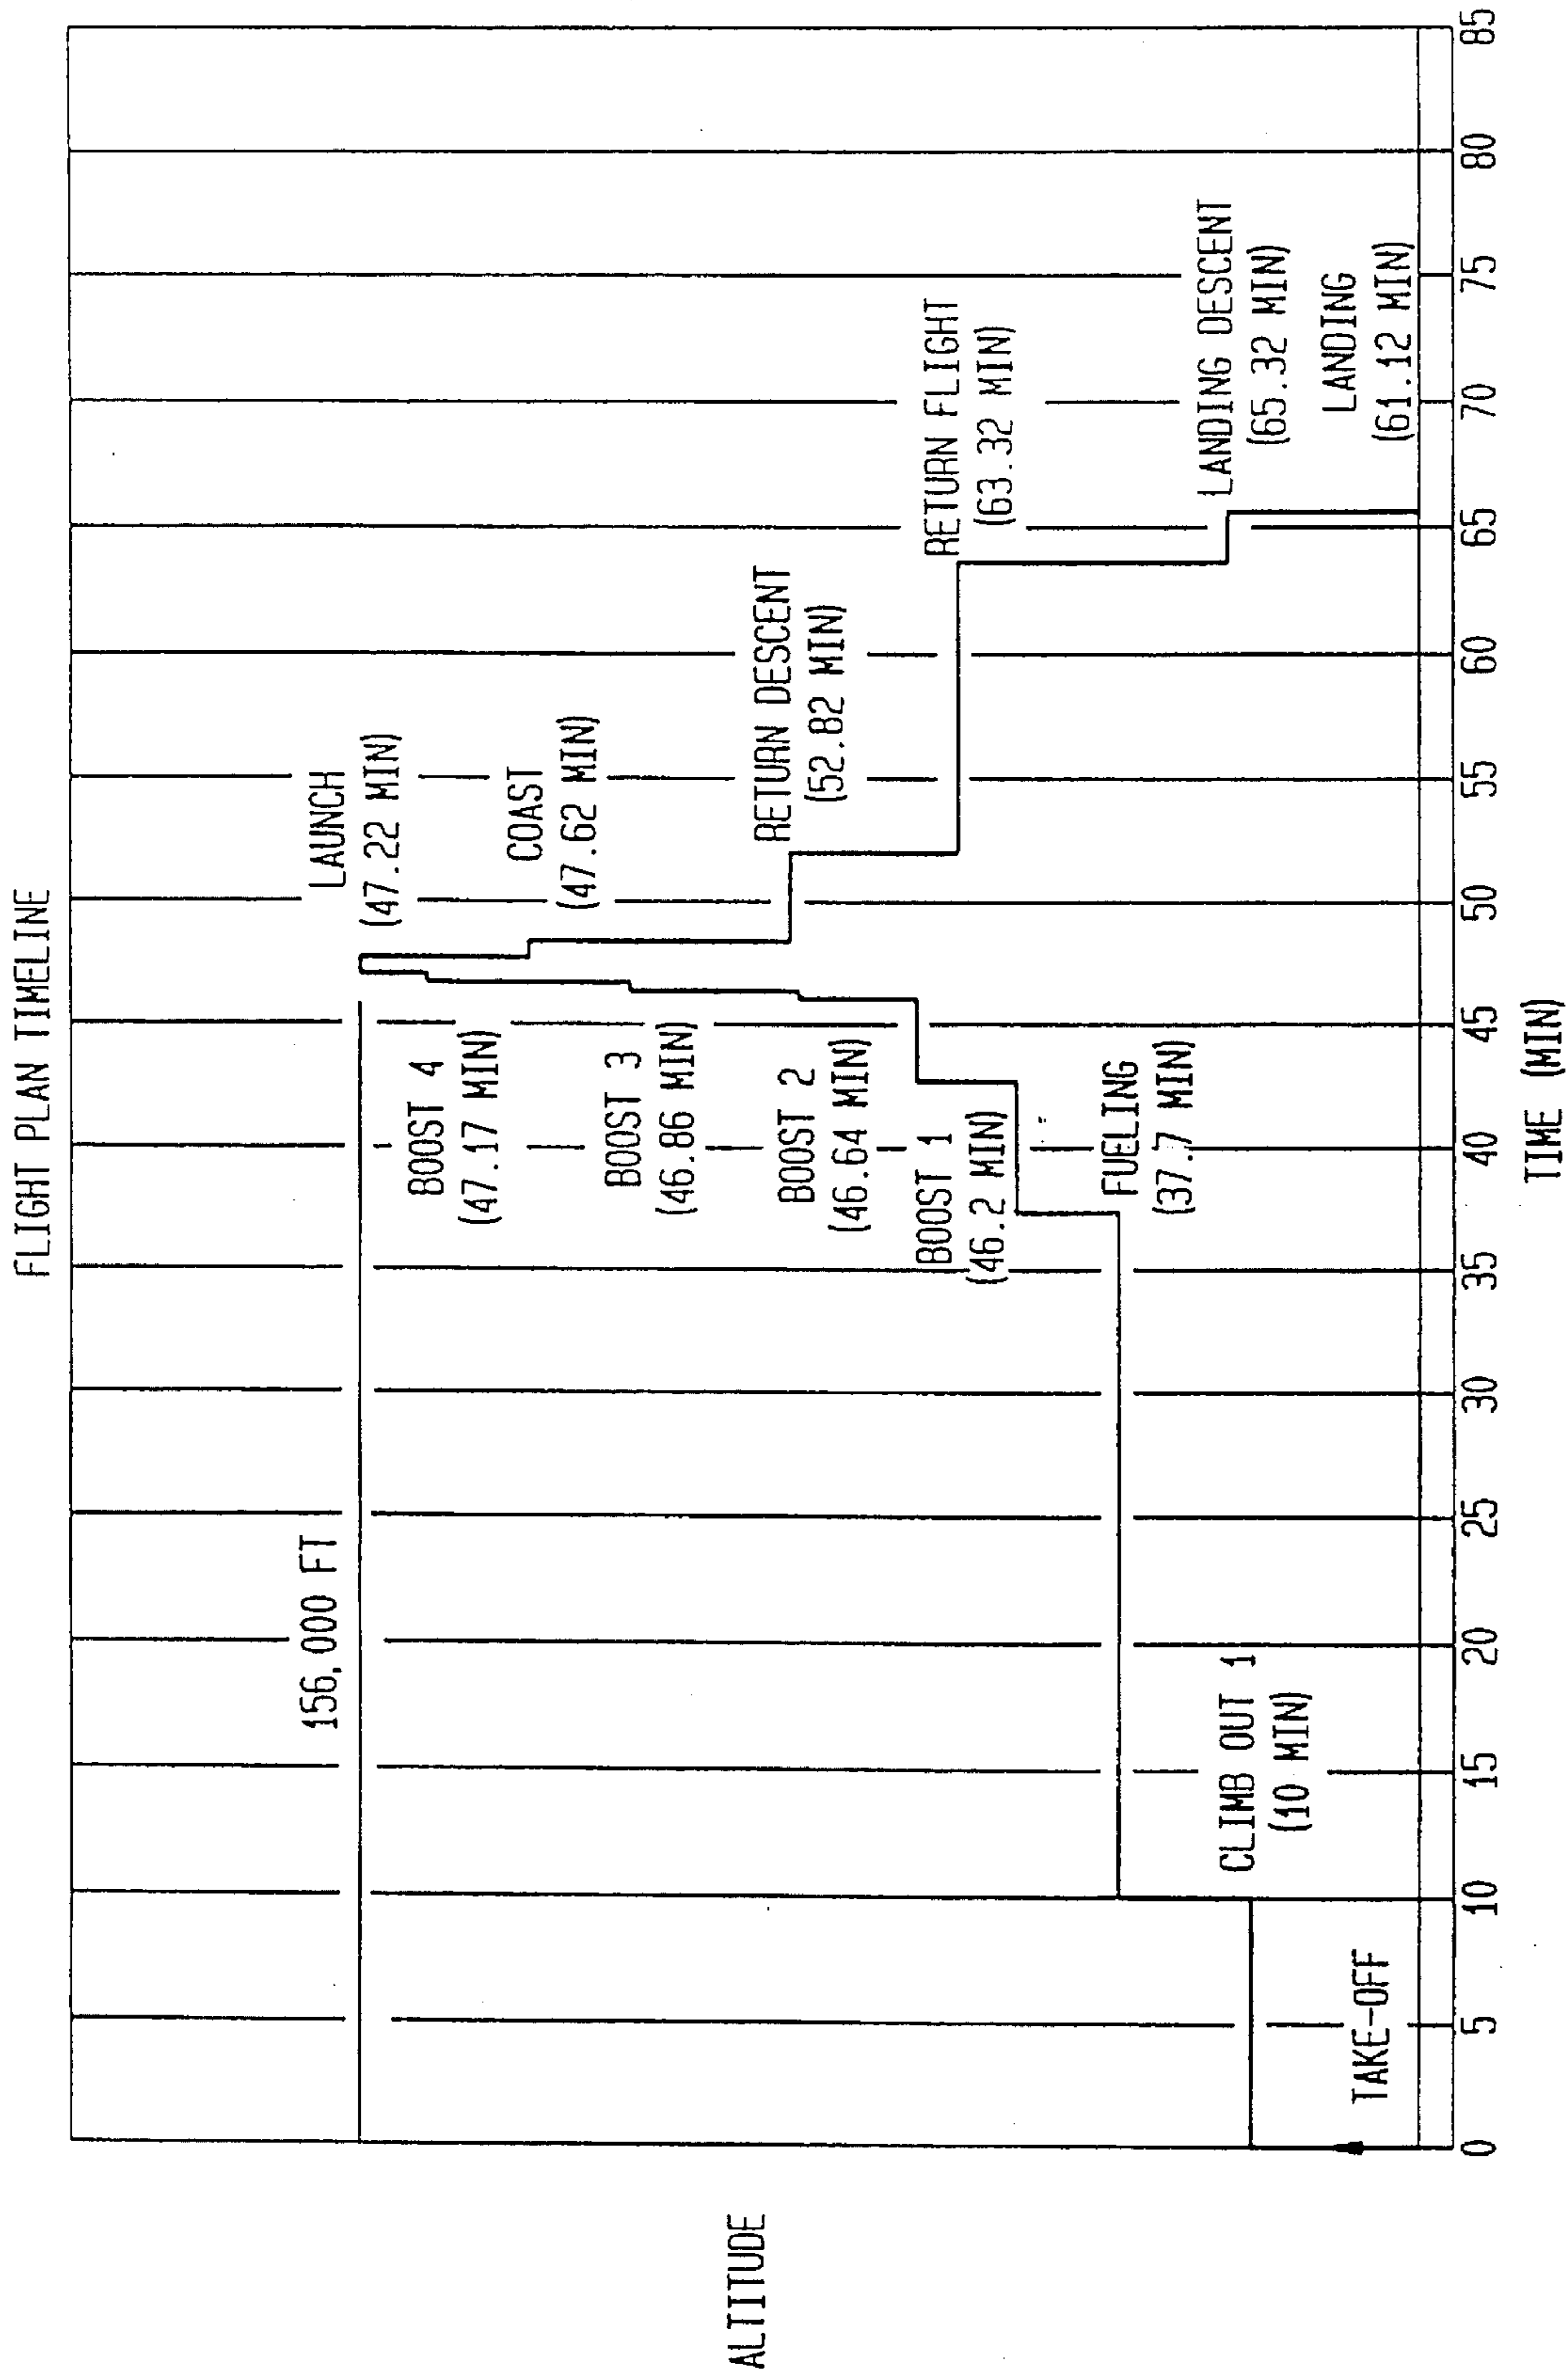 FLIGHT PLAN TIMELINE
ALTITUDE
156,000 FT
LAUNCH
(47.22 MIN)
BOOST 4
(47.17 MIN)
COAST
(47.62 MIN)
BOOST 3
(46.86 MIN)
BOOST 2
(46.64 MIN)
RETURN DESCENT
(52.82 MIN)
BOOST 1
(46.2 MIN)
RETURN FLIGHT
(63.32 MIN)
FUELING
(37.7 MIN)
CLIMB OUT 1
(10 MIN)
LANDING DESCENT
(65.32 MIN)
TAKE-OFF
LANDING
(61.12 MIN)
0 5 10 15 20 25 30 35 40 45 50 55 60 65 70 75 80 85
TIME (MIN)